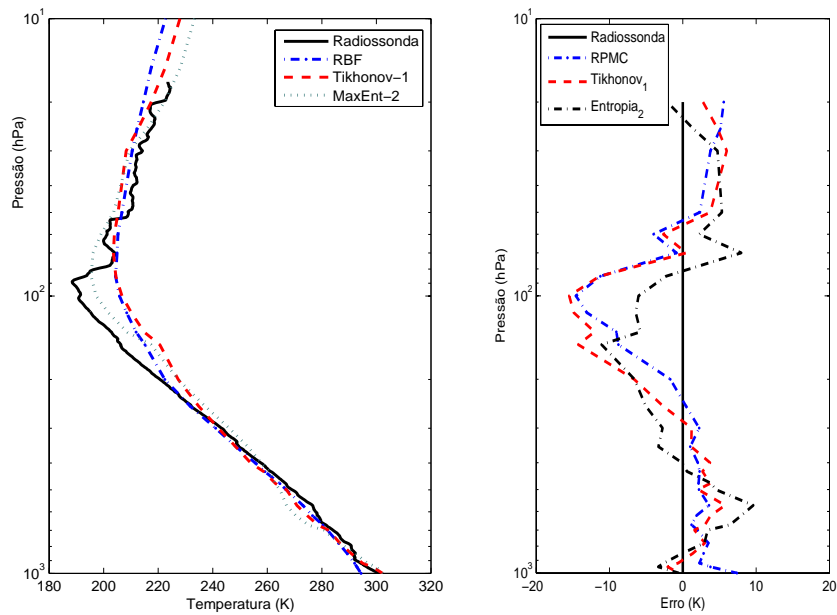 10^1
10^2
10^3
Pressão (hPa)
180
200
220
240
260
280
300
320
Temperatura (K)
Radiossonda
RBF
Tikhonov−1
MaxEnt−2
10^1
10^2
10^3
Pressão (hPa)
−20
−10
0
10
20
Erro (K)
Radiossonda
RPMC
Tikhonov_1
Entropia_2